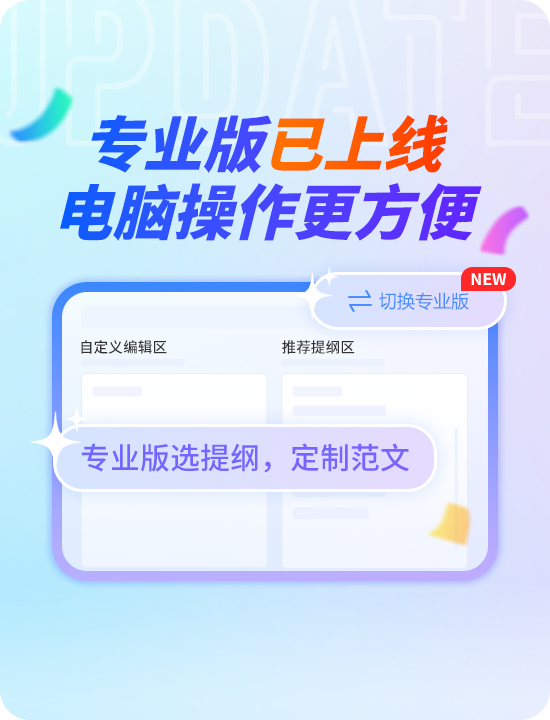 UPDATE
专业版已上线
电脑操作更方便
NEW
切换专业版
自定义编辑区
推荐提纲区
专业版选提纲，定制范文